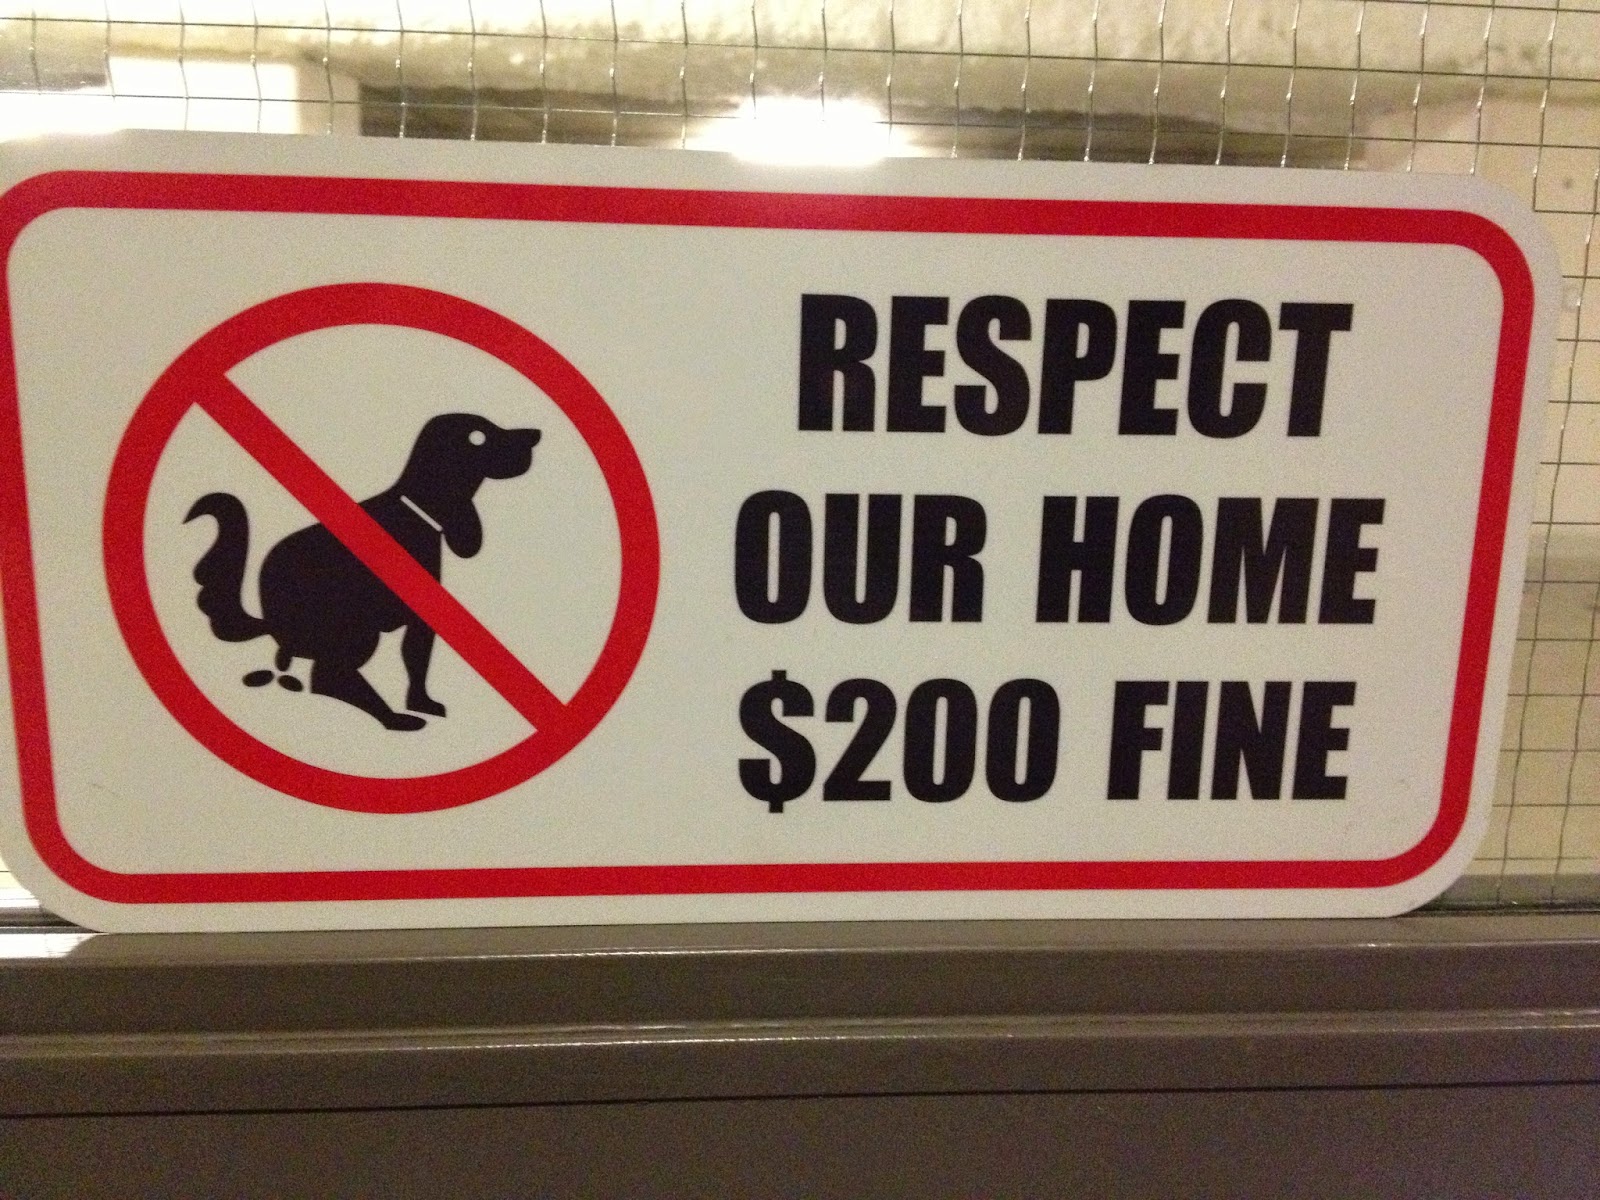 RESPECT
OUR HOME
$200 FINE